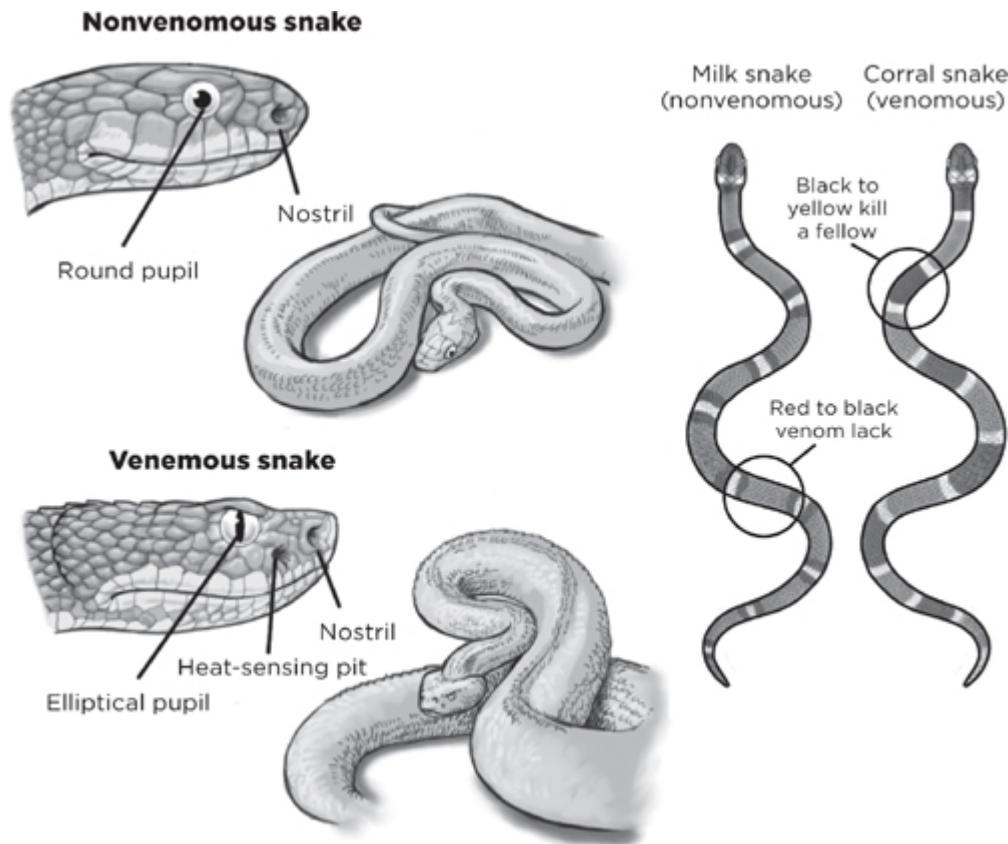 Nonvenomous snake
Nostril
Round pupil
Venemous snake
Nostril
Heat-sensing pit
Elliptical pupil
Milk snake
(nonvenomous)
Corral snake
(venomous)
Black to
yellow kill
a fellow
Red to black
venom lack